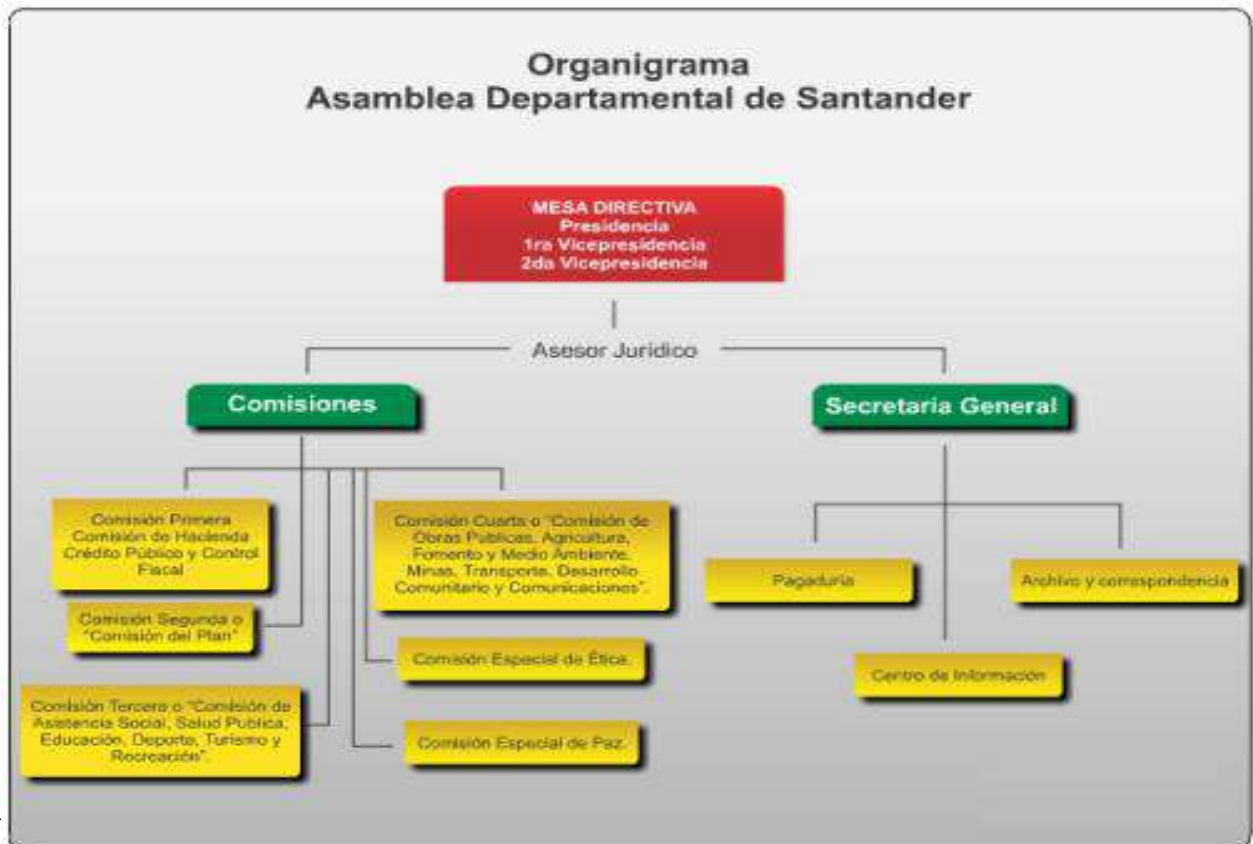 Organigrama
Asamblea Departamental de Santander
MESA DIRECTIVA
Presidencia
1ra Vicepresidencia
2da Vicepresidencia
Asesor Jurídico
Comisiones
Secretaria General
Comisión Primera
Comisión de Hacienda
Crédito Público y Control
Fiscal
Comisión Segunda o
"Comisión del Plan"
Comisión Tercera o "Comisión de
Asistencia Social, Salud Publica,
Educación, Deporte, Turismo y
Recreación".
Comisión Cuarta o "Comisión de
Obras Publicas, Agricultura,
Fomento y Medio Ambiente,
Minas, Transporte, Desarrollo
Comunitario y Comunicaciones".
Comisión Especial de Ética.
Comisión Especial de Paz.
Pagaduria
Archivo y correspondencia
Centro de Información